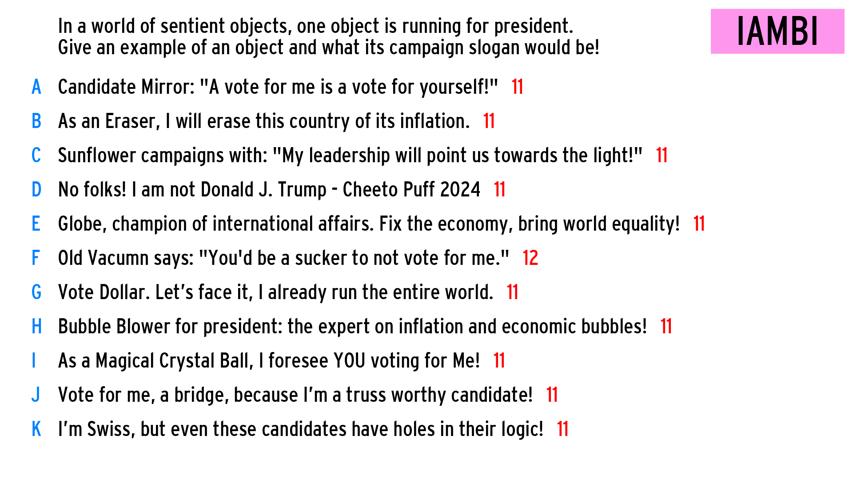 In a world of sentient objects, one object is running for president.
Give an example of an object and what its campaign slogan would be!
IAMBI
A Candidate Mirror: "A vote for me is a vote for yourself!" 11
B As an Eraser, I will erase this country of its inflation. 11
C Sunflower campaigns with: "My leadership will point us towards the light!" 11
D No folks! I am not Donald J. Trump - Cheeto Puff 2024 11
E Globe, champion of international affairs. Fix the economy, bring world equality! 11
F Old Vacumn says: "You'd be a sucker to not vote for me." 12
G Vote Dollar. Let’s face it, I already run the entire world. 11
H Bubble Blower for president: the expert on inflation and economic bubbles! 11
I As a Magical Crystal Ball, I foresee YOU voting for Me! 11
J Vote for me, a bridge, because I’m a truss worthy candidate! 11
K I’m Swiss, but even these candidates have holes in their logic! 11